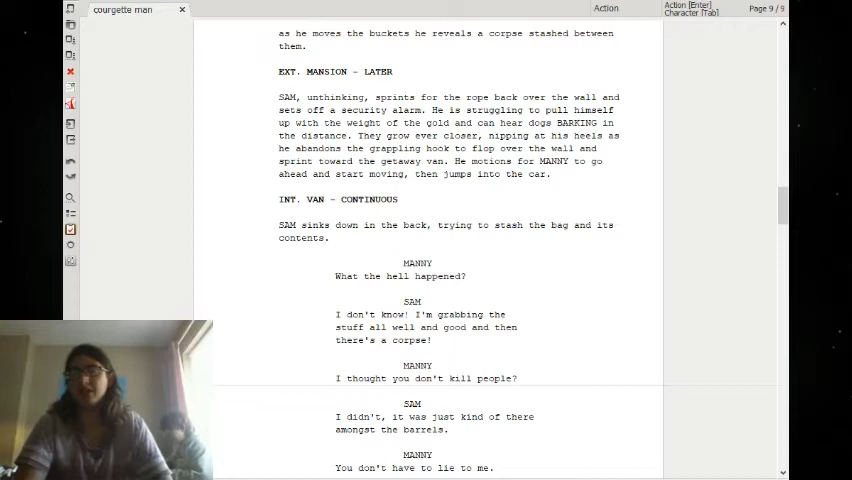 courgette man
Action
Action [Enter]
Character [Tab]
Page 9 / 9
as he moves the buckets he reveals a corpse stashed between
them.
EXT. MANSION - LATER
SAM, unthinking, sprints for the rope back over the wall and
sets off a security alarm. He is struggling to pull himself
up with the weight of the gold and can hear dogs BARKING in
the distance. They grow ever closer, nipping at his heels as
he abandons the grappling hook to flop over the wall and
sprint toward the getaway van. He motions for MANNY to go
ahead and start moving, then jumps into the car.
INT. VAN - CONTINUOUS
SAM sinks down in the back, trying to stash the bag and its
contents.
MANNY
What the hell happened?
SAM
I don't know! I'm grabbing the
stuff all well and good and then
there's a corpse!
MANNY
I thought you don't kill people?
SAM
I didn't, it was just kind of there
amongst the barrels.
MANNY
You don't have to lie to me.